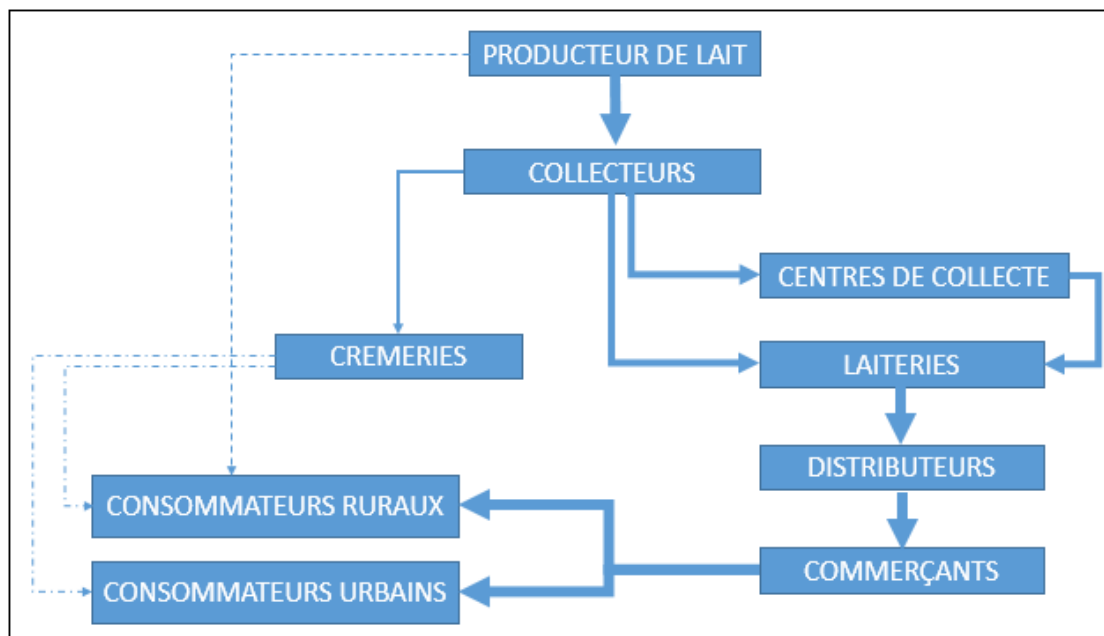 PRODUCTEUR DE LAIT
COLLECTEURS
CENTRES DE COLLECTE
CREMERIES
LAITERIES
DISTRIBUTEURS
CONSOMMATEURS RURAUX
COMMERÇANTS
CONSOMMATEURS URBAINS